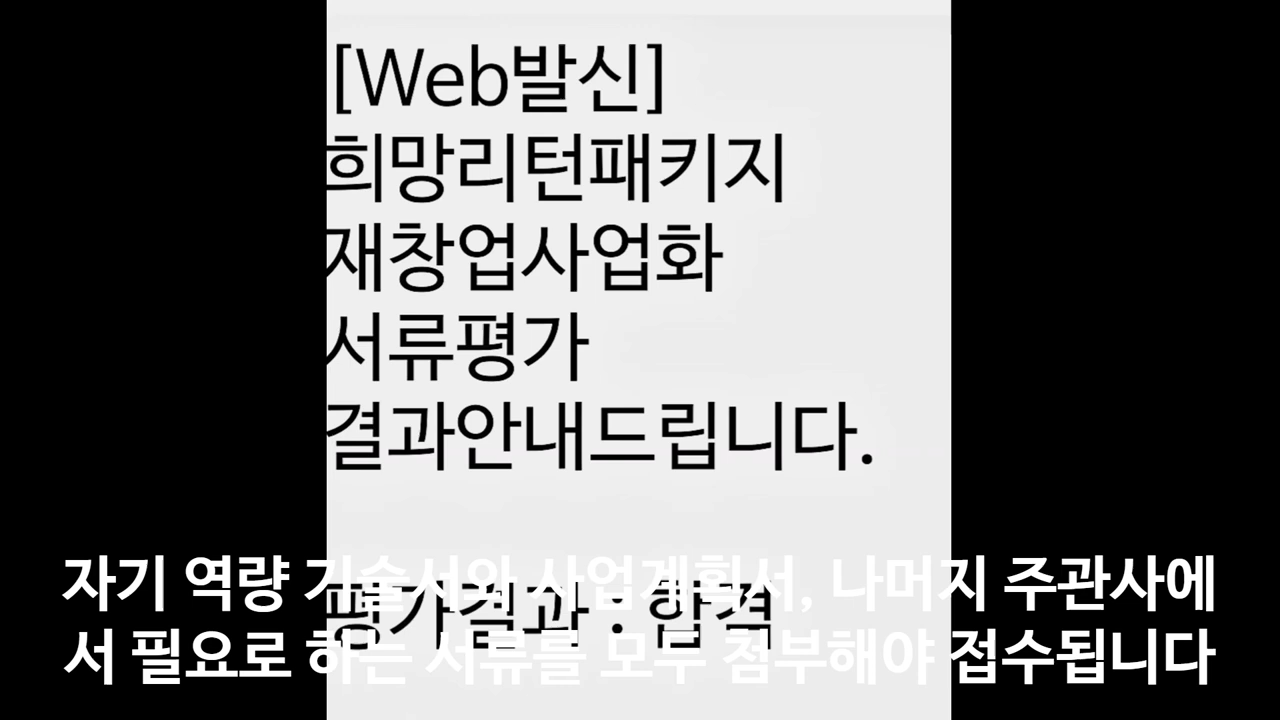 [Web발신]
희망리턴패키지
재창업사업화
서류평가
결과안내드립니다.
평가결과 : 합격
자기 역량 기술서와 사업계획서, 나머지 주관사에
서 필요로 하는 서류를 모두 첨부해야 접수됩니다